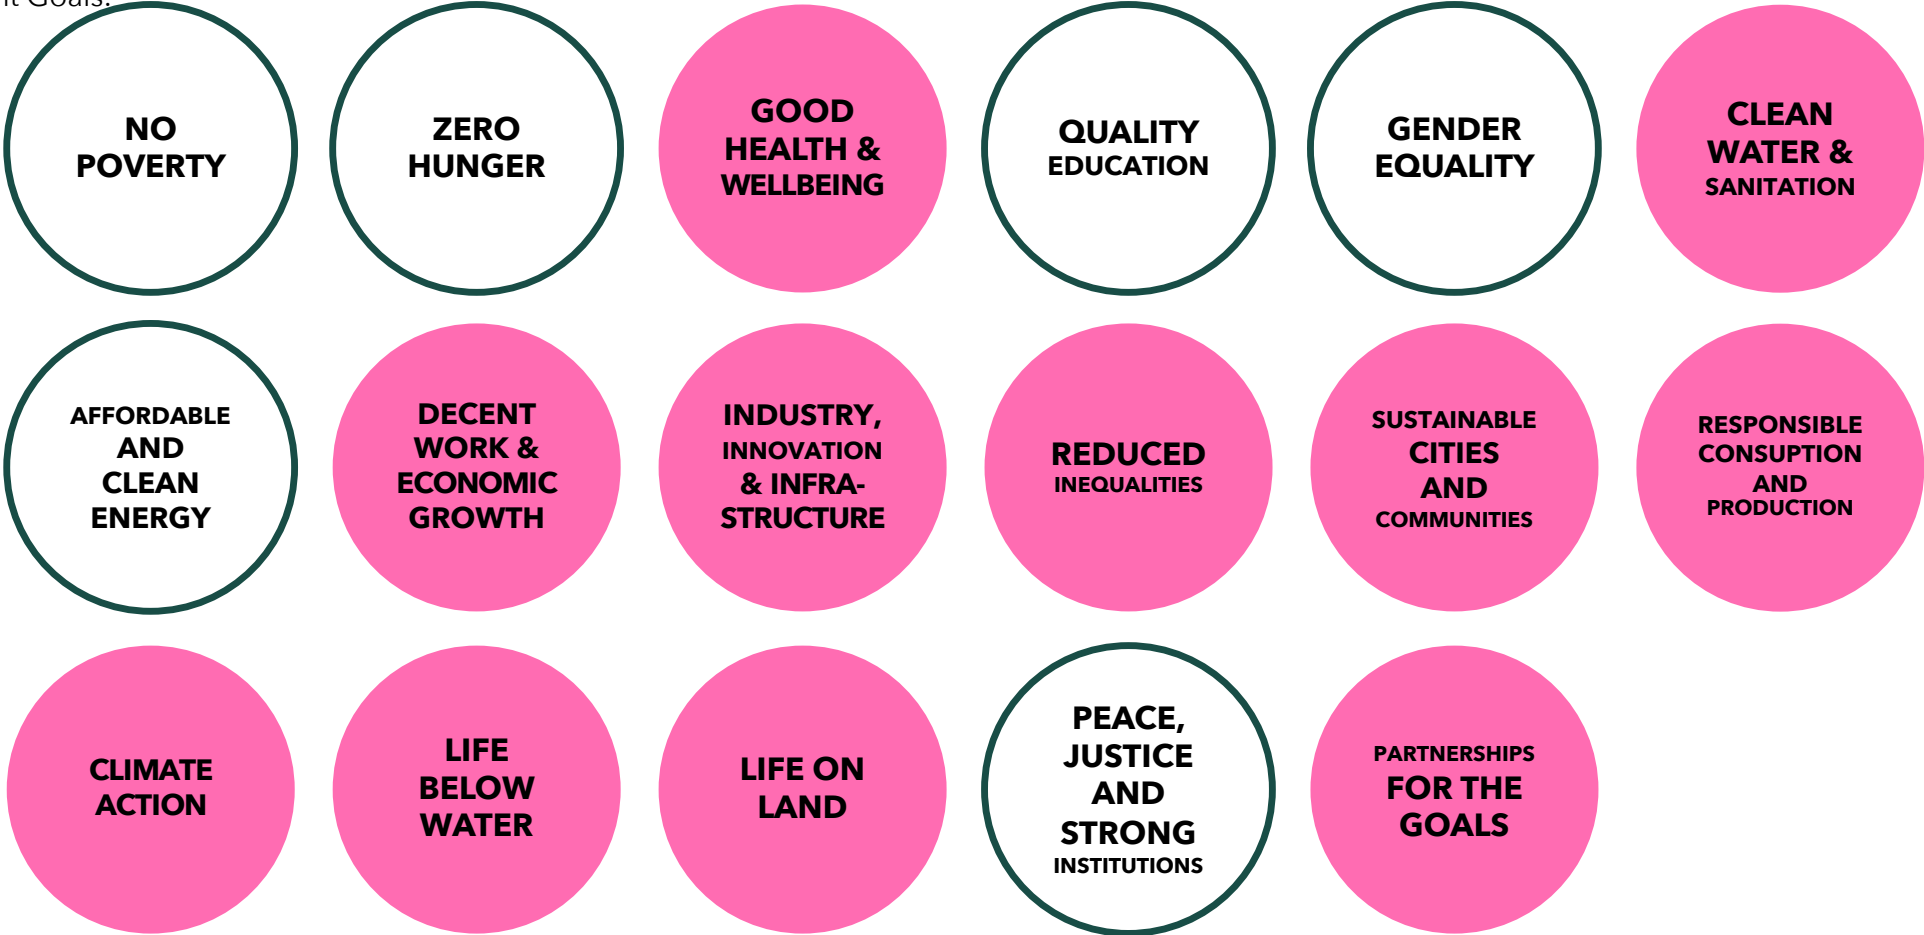 nt Goals:
NO
POVERTY
ZERO
HUNGER
GOOD
HEALTH &
WELLBEING
QUALITY
EDUCATION
GENDER
EQUALITY
CLEAN
WATER &
SANITATION
AFFORDABLE
AND
CLEAN
ENERGY
DECENT
WORK &
ECONOMIC
GROWTH
INDUSTRY,
INNOVATION
& INFRA-
STRUCTURE
REDUCED
INEQUALITIES
SUSTAINABLE
CITIES
AND
COMMUNITIES
RESPONSIBLE
CONSUPTION
AND
PRODUCTION
CLIMATE
ACTION
LIFE
BELOW
WATER
LIFE ON
LAND
PEACE,
JUSTICE
AND
STRONG
INSTITUTIONS
PARTNERSHIPS
FOR THE
GOALS